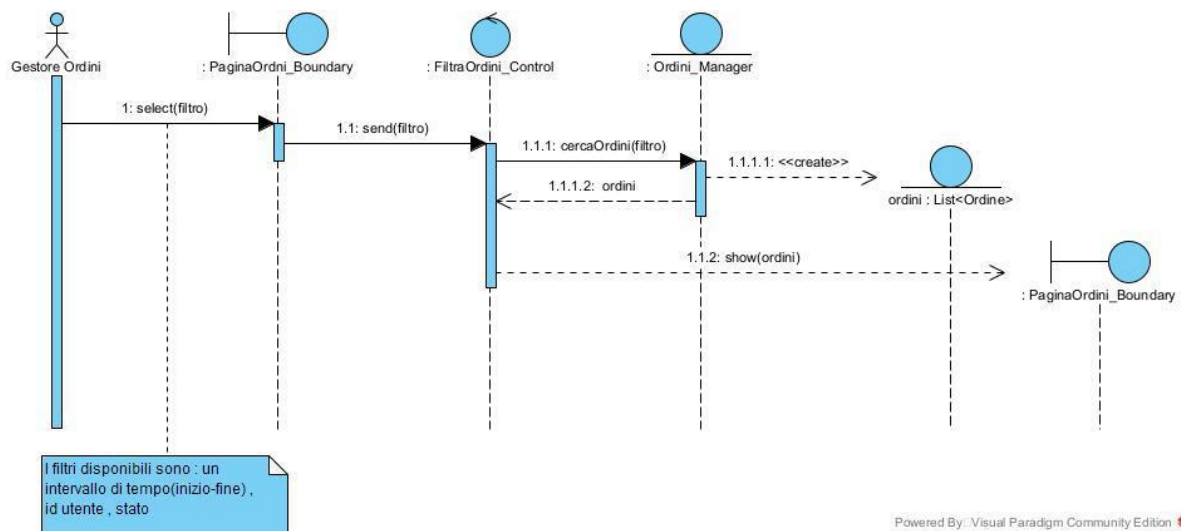 Gestore Ordini
: PaginaOrdni_Boundary
: FiltraOrdini_Control
: Ordini_Manager
1: select(filtro)
1.1: send(filtro)
1.1.1: cercaOrdini(filtro)
1.1.1.1: <<create>>
1.1.1.2: ordini
ordini : List<Ordine>
1.1.2: show(ordini)
: PaginaOrdini_Boundary
I filtri disponibili sono : un
intervallo di tempo(inizio-fine) ,
id utente , stato
Powered By Visual Paradigm Community Edition